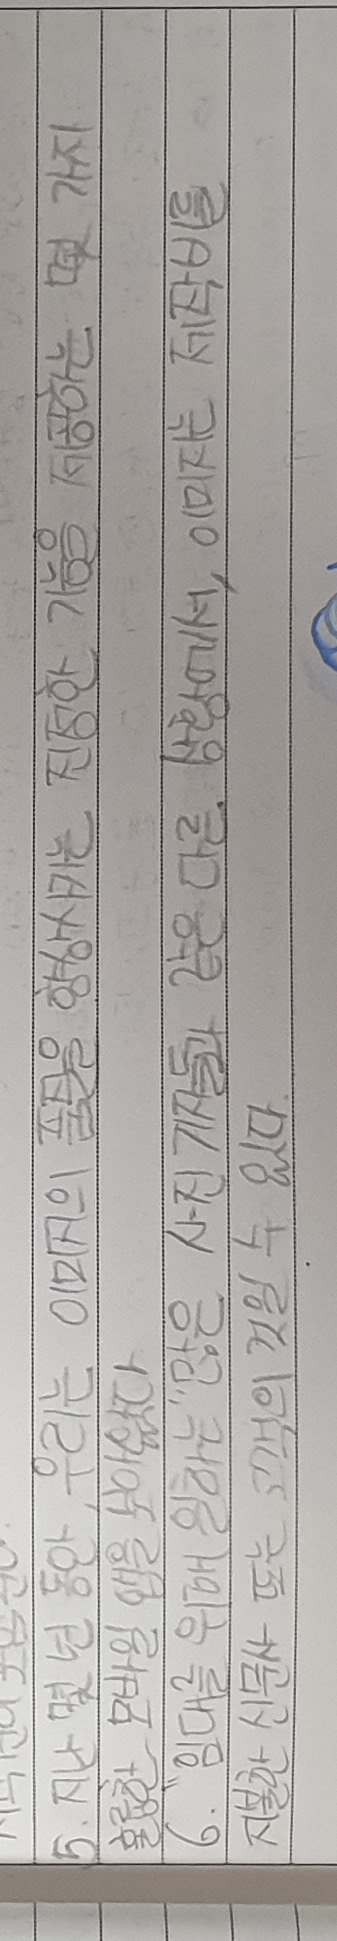 5. 지난 몇 년 동안, 우리는 이미지의 품질을 향상시키는 진정한 기능을 제공하는 몇 가지
훌륭한 모바일 앱을 보아왔다
6. "임대를 위해 일하는" 많은 사진 기자들과 같은 다른 상황에서, 이미지는 제작비를
지불한 신문사 또는 고객의 것일 수 있다.